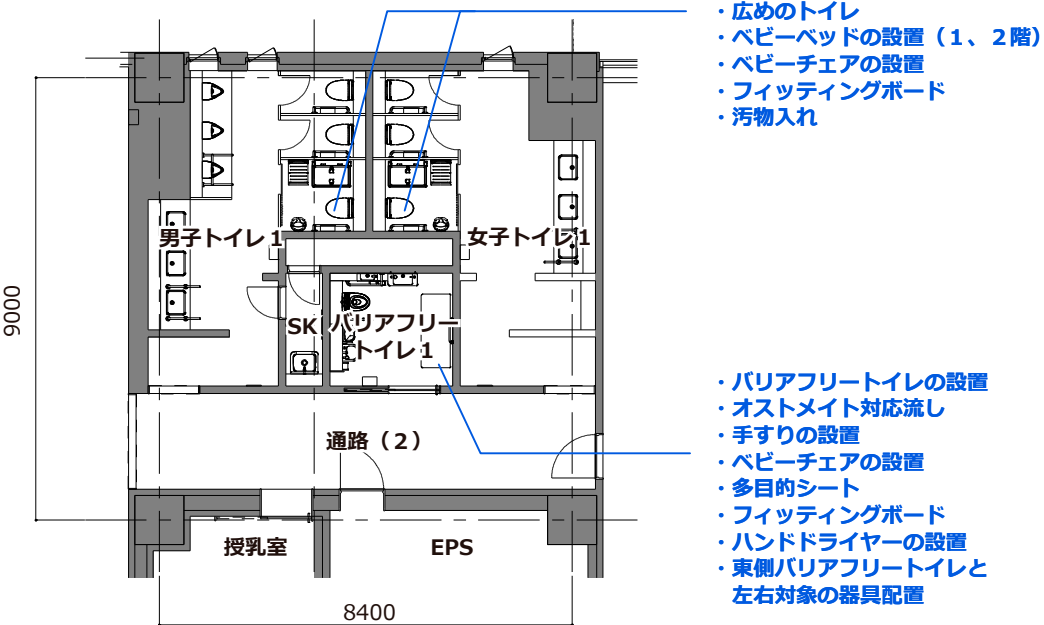 ・広めのトイレ
・ベビーベッドの設置（１、２階）
・ベビーチェアの設置
・フィッティングボード
・汚物入れ
男子トイレ１
女子トイレ１
9000
SK
バリアフリー
トイレ１
・バリアフリートイレの設置
・オストメイト対応流し
・手すりの設置
・ベビーチェアの設置
・多目的シート
・フィッティングボード
・ハンドドライヤーの設置
・東側バリアフリートイレと
左右対象の器具配置
通路（２）
授乳室
EPS
8400